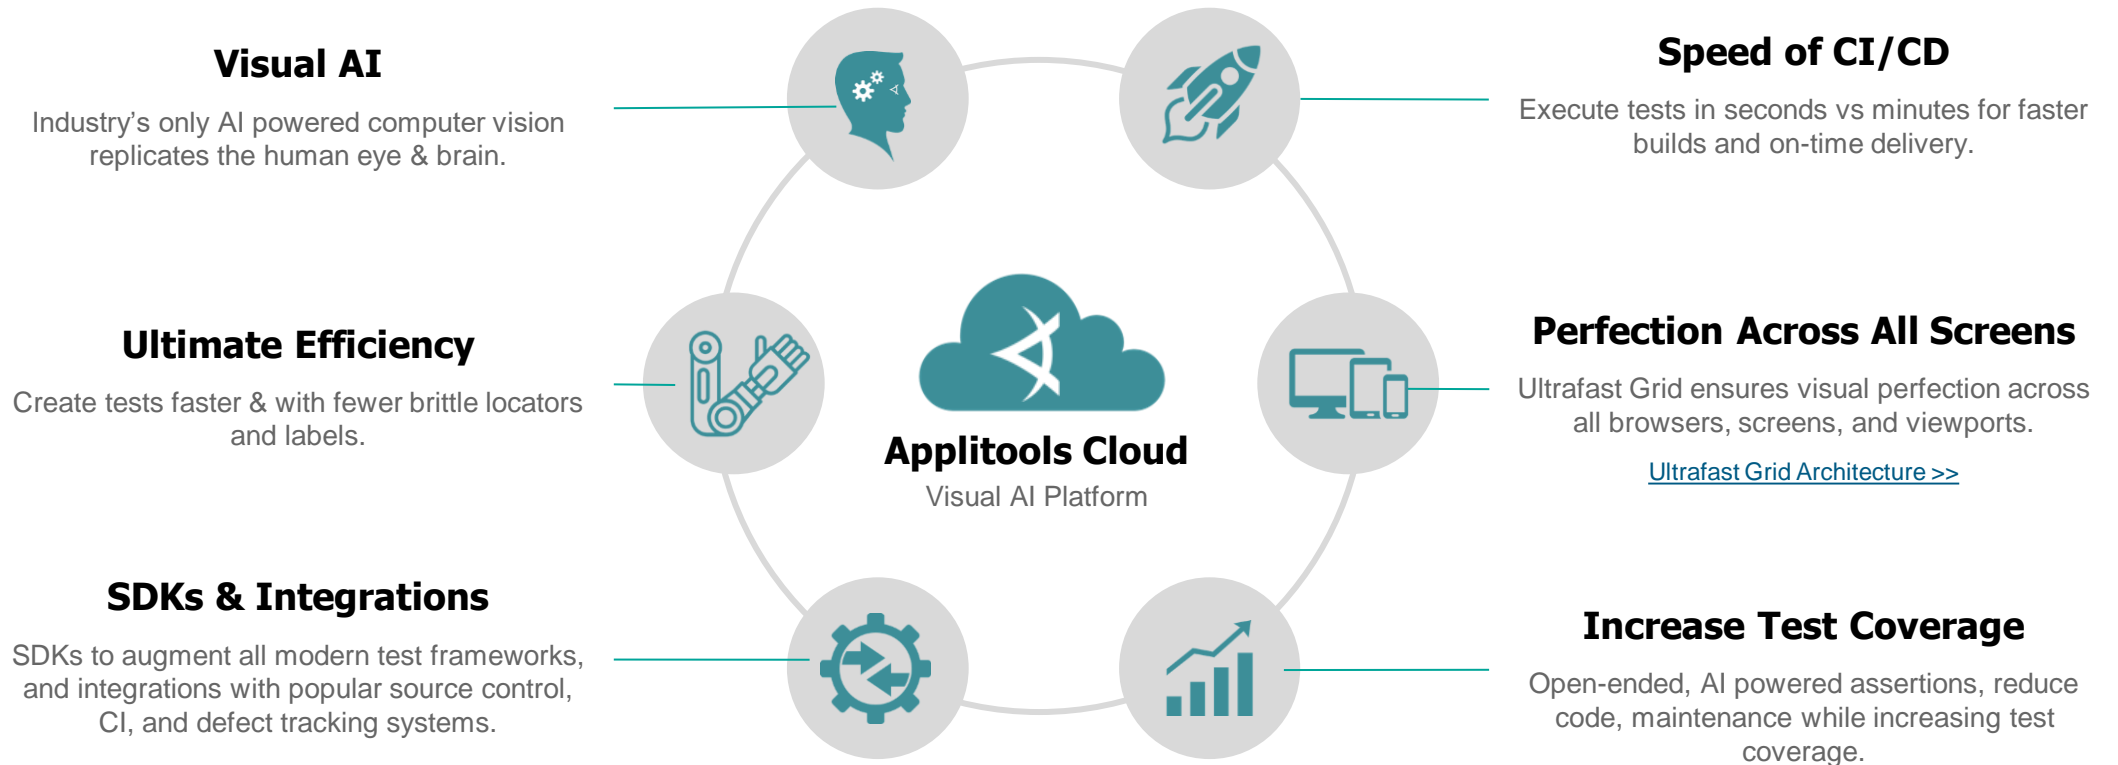 Visual AI
Industry’s only AI powered computer vision
replicates the human eye & brain.
Speed of CI/CD
Execute tests in seconds vs minutes for faster
builds and on-time delivery.
Ultimate Efficiency
Create tests faster & with fewer brittle locators
and labels.
Applitools Cloud
Visual AI Platform
Perfection Across All Screens
Ultrafast Grid ensures visual perfection across
all browsers, screens, and viewports.
Ultrafast Grid Architecture >>
SDKs & Integrations
SDKs to augment all modern test frameworks,
and integrations with popular source control,
CI, and defect tracking systems.
Increase Test Coverage
Open-ended, AI powered assertions, reduce
code, maintenance while increasing test
coverage.